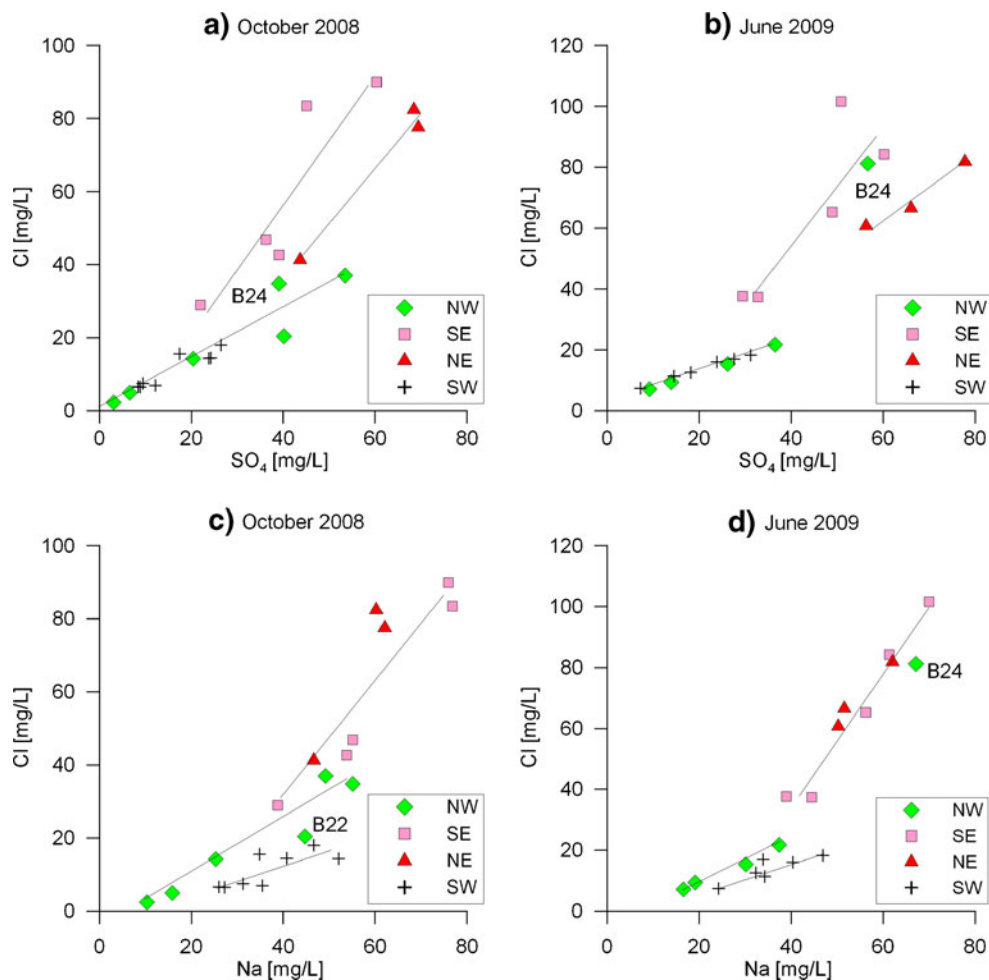 a) October 2008
100
80
60
40
20
0
Cl [mg/L]
B24
NW
SE
NE
SW
0 20 40 60 80
SO4 [mg/L]
b) June 2009
120
100
80
60
40
20
0
Cl [mg/L]
B24
NW
SE
NE
SW
0 20 40 60 80
SO4 [mg/L]
c) October 2008
100
80
60
40
20
0
Cl [mg/L]
B22
NW
SE
NE
SW
0 20 40 60 80
Na [mg/L]
d) June 2009
120
100
80
60
40
20
0
Cl [mg/L]
B24
NW
SE
NE
SW
0 20 40 60 80
Na [mg/L]